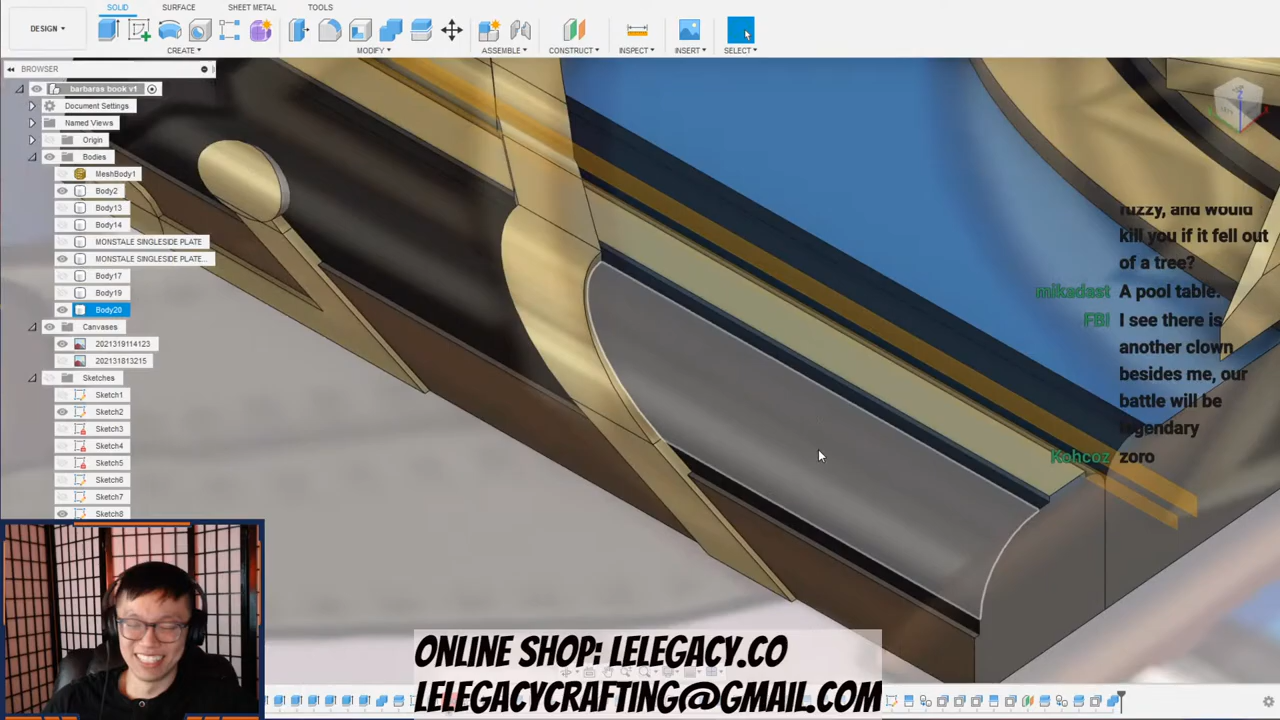 SOLID SURFACE SHEET METAL TOOLS
DESIGN
CREATE MODIFY ASSEMBLE CONSTRUCT INSPECT INSERT SELECT
BROWSER
barbaras book v1
Document Settings
Named Views
Origin
Bodies
MeshBody1
Body2
Body13
Body14
MONSTALE SINGLESIDE PLATE
MONSTALE SINGLESIDE PLATE...
Body17
Body19
Body20
Canvases
2021319114123
202131813215
Sketches
Sketch1
Sketch2
Sketch3
Sketch4
Sketch5
Sketch6
Sketch7
Sketch8
fuzzy, and would
kill you if it fell out
of a tree?
mikadast A pool table.
FBI I see there is
another clown
besides me, our
battle will be
legendary
Kohcoz zoro
ONLINE SHOP: LELEGACY.CO
LELEGACYCRAFTING@GMAIL.COM